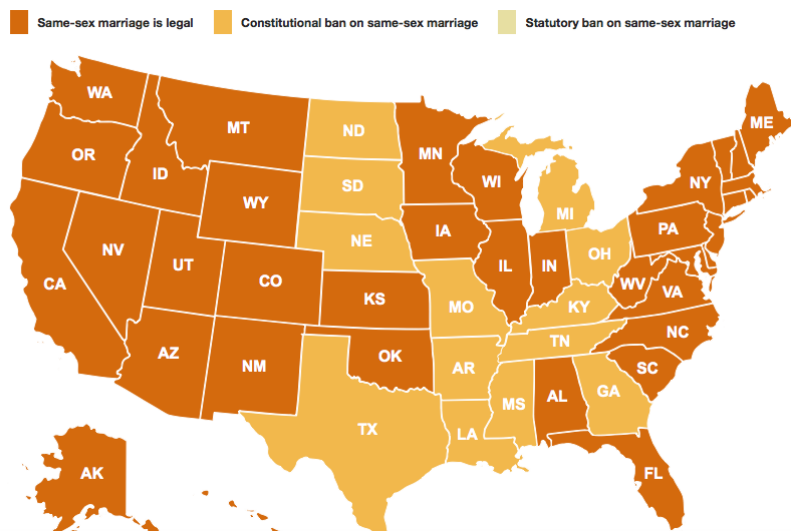 Same-sex marriage is legal Constitutional ban on same-sex marriage Statutory ban on same-sex marriage
WA
MT
ND
MN
ME
OR
ID
SD
WI
NY
WY
MI
NV
UT
NE
IA
PA
CA
CO
IL
IN
OH
KS
MO
KY
WV
VA
AZ
NM
OK
AR
TN
NC
SC
TX
LA
MS
AL
GA
AK
FL